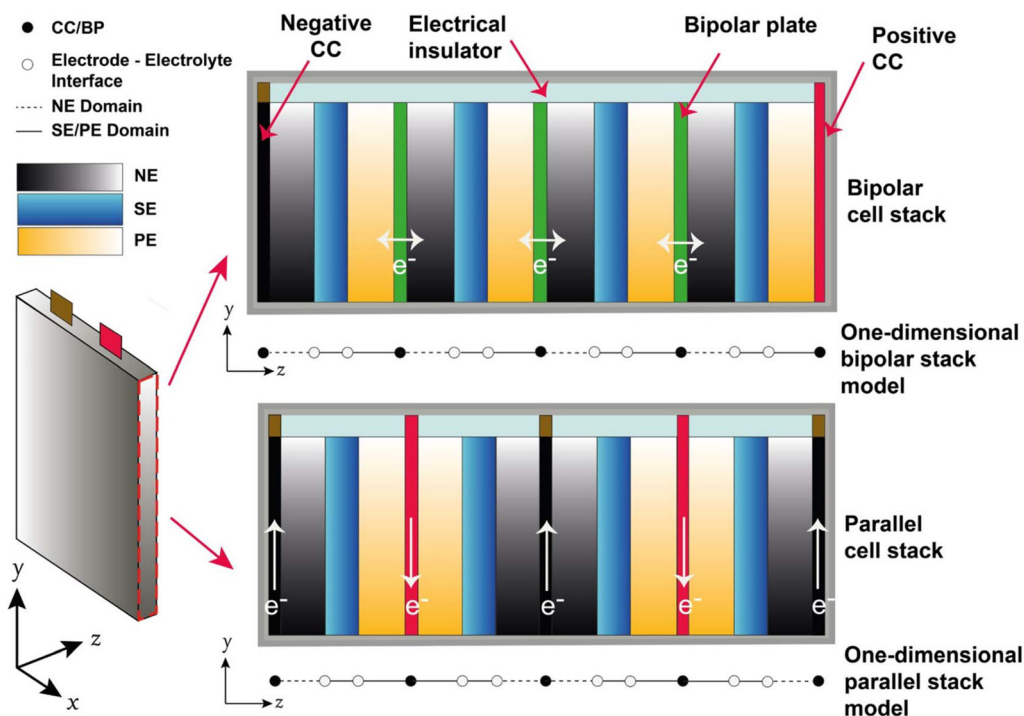 CC/BP
Electrode - Electrolyte
Interface
NE Domain
SE/PE Domain
NE
SE
PE
Negative
CC
Electrical
insulator
Bipolar plate
Positive
CC
e-
e-
e-
Bipolar
cell stack
y
z
One-dimensional
bipolar stack
model
y
z
x
e-
e-
e-
e-
e-
Parallel
cell stack
y
z
One-dimensional
parallel stack
model